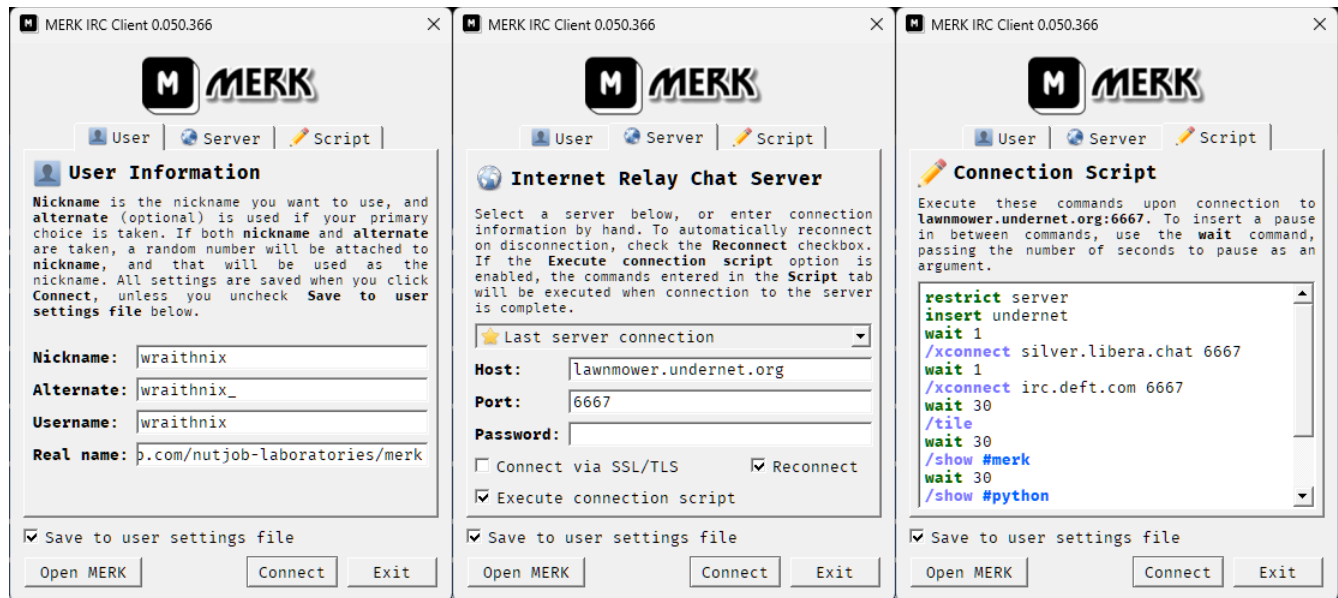 MERK IRC Client 0.050.366
M MERK
User Server Script
User Information
Nickname is the nickname you want to use, and
alternate (optional) is used if your primary
choice is taken. If both nickname and alternate
are taken, a random number will be attached to
nickname, and that will be used as the
nickname. All settings are saved when you click
Connect, unless you uncheck Save to user
settings file below.
Nickname: wraithnix
Alternate: wraithnix_
Username: wraithnix
Real name: o.com/nutjob-laboratories/merk
Save to user settings file
Open MERK Connect Exit
MERK IRC Client 0.050.366
M MERK
User Server Script
Internet Relay Chat Server
Select a server below, or enter connection
information by hand. To automatically reconnect
on disconnection, check the Reconnect checkbox.
If the Execute connection script option is
enabled, the commands entered in the Script tab
will be executed when connection to the server
is complete.
Last server connection
Host: lawnmower.undernet.org
Port: 6667
Password:
Connect via SSL/TLS Reconnect
Execute connection script
Save to user settings file
Open MERK Connect Exit
MERK IRC Client 0.050.366
M MERK
User Server Script
Connection Script
Execute these commands upon connection to
lawnmower.undernet.org:6667. To insert a pause
in between commands, use the wait command,
passing the number of seconds to pause as an
argument.
restrict server
insert undernet
wait 1
/xconnect silver.libera.chat 6667
wait 1
/xconnect irc.deft.com 6667
wait 30
/tile
wait 30
/show #merk
wait 30
/show #python
Save to user settings file
Open MERK Connect Exit